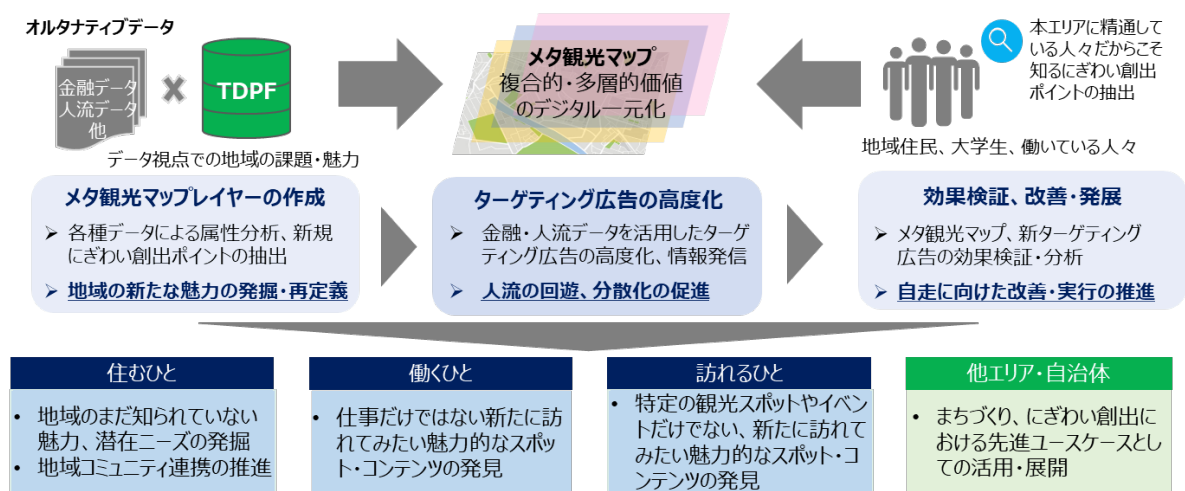 オルタナティブデータ
金融データ
人流データ
他
TDPF
データ視点での地域の課題・魅力
メタ観光マップ
複合的・多層的価値
のデジタル一元化
本エリアに精通して
いる人々だからこそ
知るにぎわい創出
ポイントの抽出
地域住民、大学生、働いている人々
メタ観光マップレイヤーの作成
➢ 各種データによる属性分析、新規
にぎわい創出ポイントの抽出
➢ 地域の新たな魅力の発掘・再定義
ターゲティング広告の高度化
➢ 金融・人流データを活用したターゲ
ティング広告の高度化、情報発信
➢ 人流の回遊、分散化の促進
効果検証、改善・発展
➢ メタ観光マップ、新ターゲティング
広告の効果検証・分析
➢ 自走に向けた改善・実行の推進
住むひと
• 地域のまだ知られていない
魅力、潜在ニーズの発掘
• 地域コミュニティ連携の推進
働くひと
• 仕事だけではない新たに訪
れてみたい魅力的なスポッ
ト・コンテンツの発見
訪れるひと
• 特定の観光スポットやイベン
トだけでない、新たに訪れて
みたい魅力的なスポット・コ
ンテンツの発見
他エリア・自治体
• まちづくり、にぎわい創出に
おける先進ユースケースとし
ての活用・展開